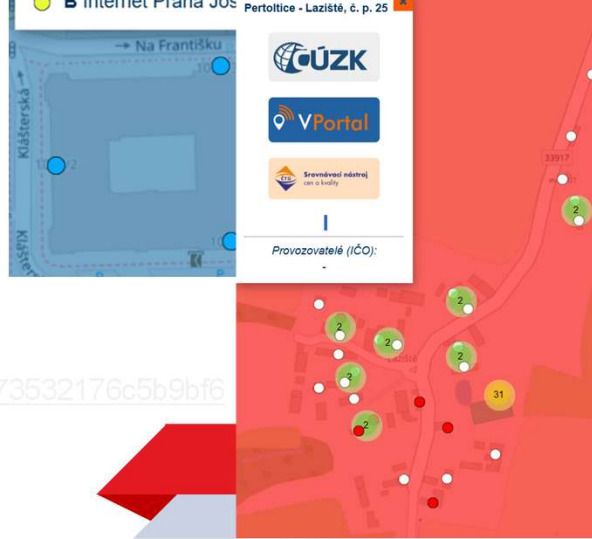 B Internet Praha Jos
Pertoltice - Laziště, č. p. 25
x
→ Na Františku
Klášterská →
ČÚZK
VPortal
ČTÚ
Srovnávací nástroj
cen a kvality
I
Provozovatelé (IČO):
-
33917
2
2
2
2
2
2
2
Laziště
31
73532176c5b9bf6